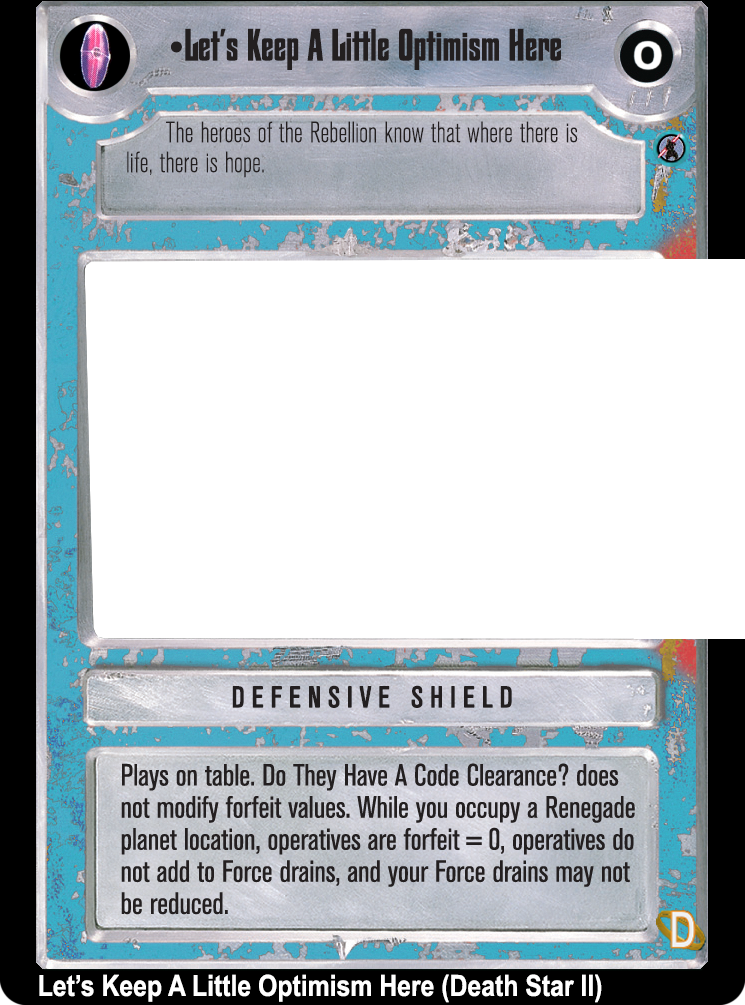 •Let's Keep A Little Optimism Here
0
The heroes of the Rebellion know that where there is
life, there is hope.
DEFENSIVE SHIELD
Plays on table. Do They Have A Code Clearance? does
not modify forfeit values. While you occupy a Renegade
planet location, operatives are forfeit = 0, operatives do
not add to Force drains, and your Force drains may not
be reduced.
D
Let's Keep A Little Optimism Here (Death Star II)